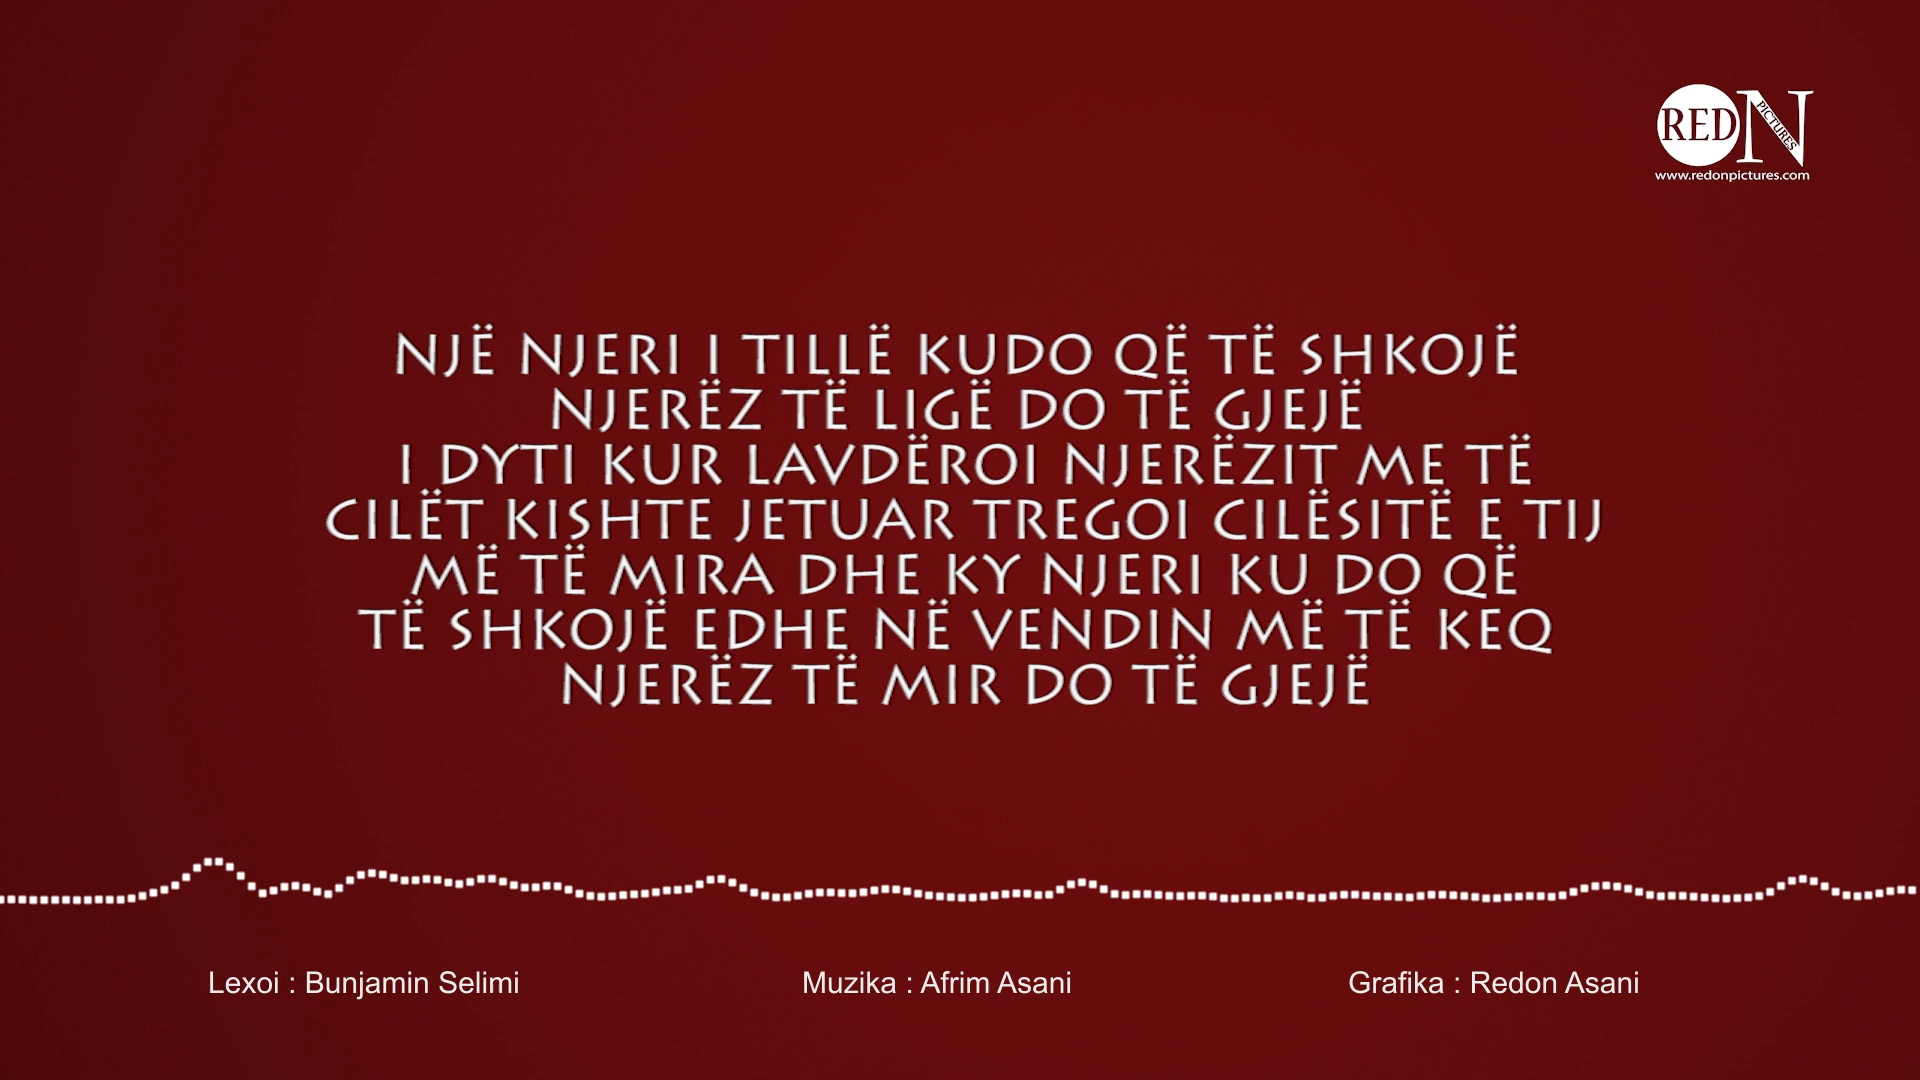 RED N
PICTURES
www.redonpictures.com
NJË NJERI I TILLË KUDO QË TË SHKOJË
NJERËZ TË LIGË DO TË GJEJË
I DYTI KUR LAVDËROI NJERËZIT ME TË
CILËT KISHTE JETUAR TREGOI CILËSITË E TIJ
MË TË MIRA DHE KY NJERI KU DO QË
TË SHKOJË EDHE NË VENDIN MË TË KEQ
NJERËZ TË MIR DO TË GJEJË
Lexoi : Bunjamin Selimi
Muzika : Afrim Asani
Grafika : Redon Asani